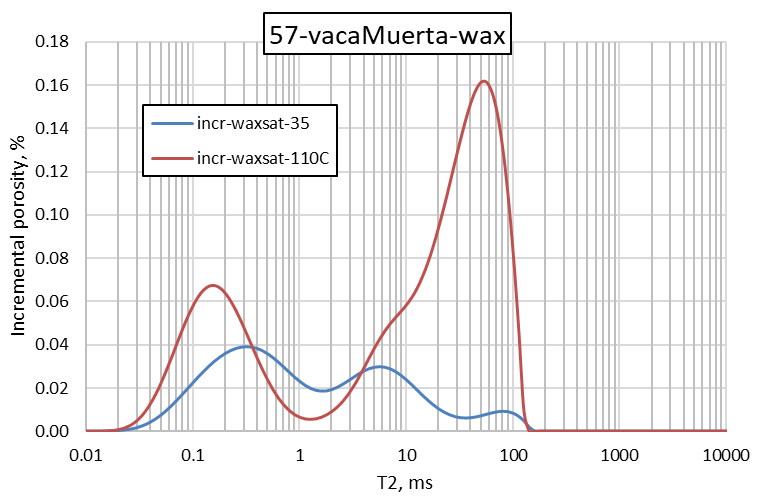 57-vacaMuerta-wax
incr-waxsat-35
incr-waxsat-110C
Incremental porosity, %
0.18
0.16
0.14
0.12
0.10
0.08
0.06
0.04
0.02
0.00
0.01 0.1 1 10 100 1000 10000
T2, ms